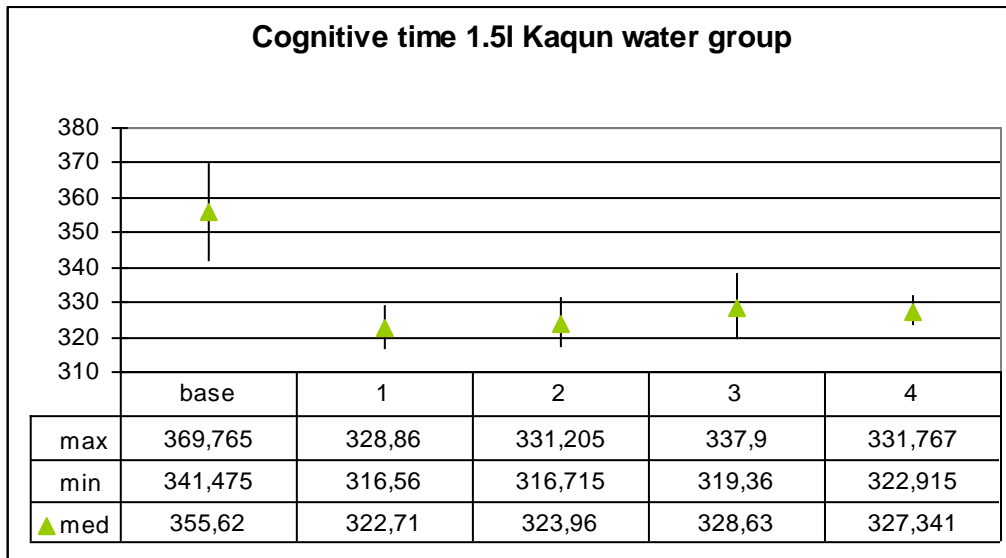 Cognitive time 1.5l Kaqun water group
380
370
360
350
340
330
320
310
base 1 2 3 4
max 369,765 328,86 331,205 337,9 331,767
min 341,475 316,56 316,715 319,36 322,915
med 355,62 322,71 323,96 328,63 327,341